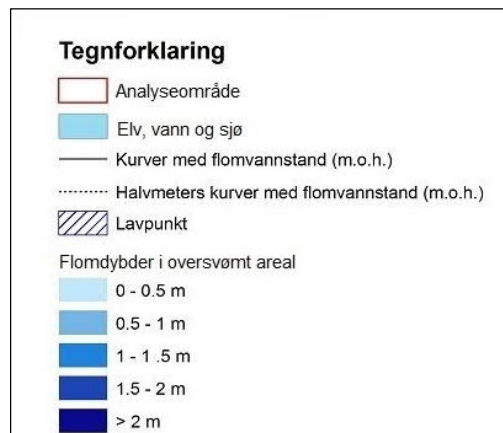 Tegnforklaring
Analyseområde
Elv, vann og sjø
Kurver med flomvannstand (m.o.h.)
Halvmeters kurver med flomvannstand (m.o.h.)
Lavpunkt
Flomdybder i oversvømt areal
0 - 0.5 m
0.5 - 1 m
1 - 1 .5 m
1.5 - 2 m
> 2 m